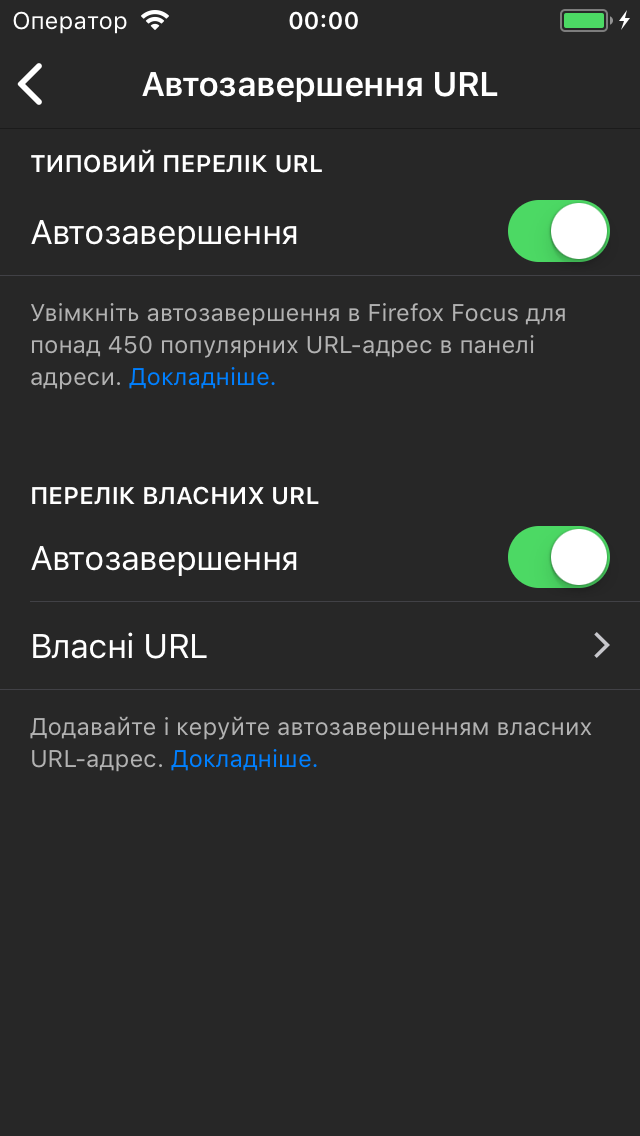 Оператор 00:00
Автозавершення URL
ТИПОВИЙ ПЕРЕЛІК URL
Автозавершення
Увімкніть автозавершення в Firefox Focus для
понад 450 популярних URL-адрес в панелі
адреси. Докладніше.
ПЕРЕЛІК ВЛАСНИХ URL
Автозавершення
Власні URL
Додавайте і керуйте автозавершенням власних
URL-адрес. Докладніше.